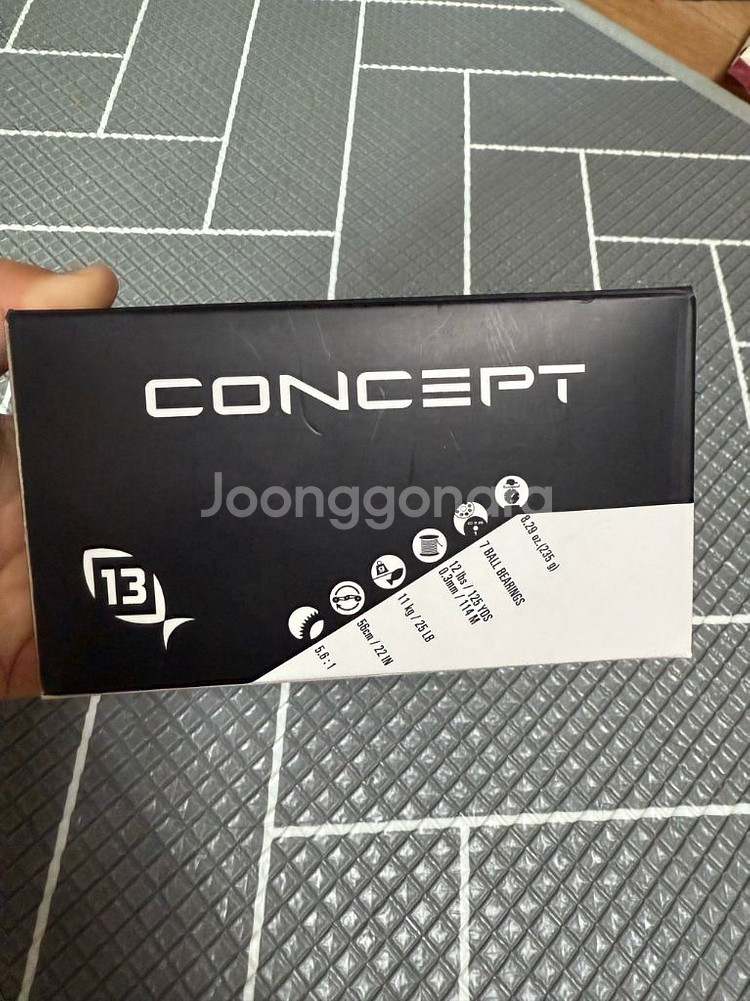 CONCEPT
Joonggonara
13
8.29 oz.(235 g)
7 BALL BEARINGS
12 lbs / 125 YDS
0.3mm / 114 M
11 kg / 25 LB
56cm / 22 IN
5.6 : 1